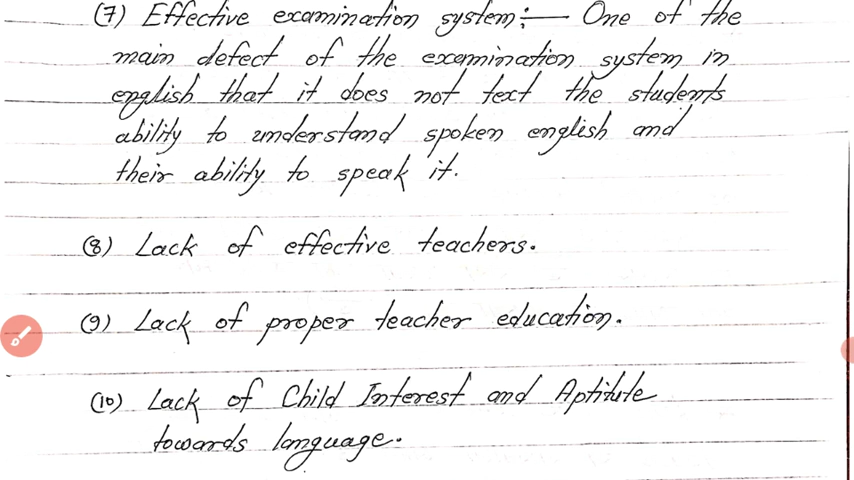 (7) Effective examination system:— One of the
main defect of the examination system in
english that it does not text the students
ability to understand spoken english and
their ability to speak it.
(8) Lack of effective teachers.
(9) Lack of proper teacher education.
(10) Lack of Child Interest and Aptitute
towards language.